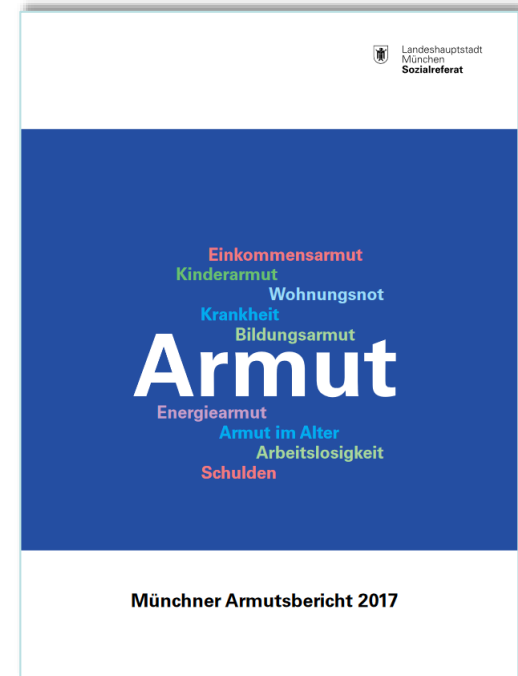 Landeshauptstadt
München
Sozialreferat
Einkommensarmut
Kinderarmut
Wohnungsnot
Krankheit
Bildungsarmut
Armut
Energiearmut
Armut im Alter
Arbeitslosigkeit
Schulden
Münchner Armutsbericht 2017